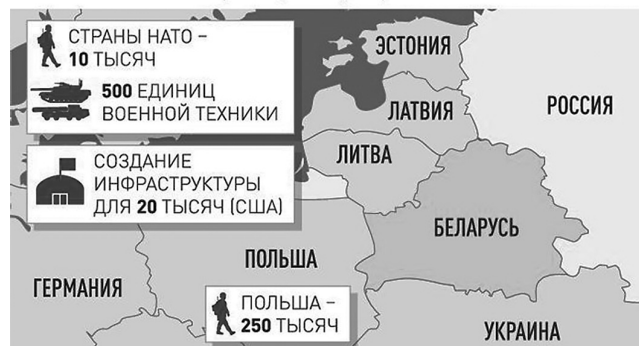 СТРАНЫ НАТО –
10 ТЫСЯЧ
500 ЕДИНИЦ
ВОЕННОЙ ТЕХНИКИ
СОЗДАНИЕ
ИНФРАСТРУКТУРЫ
ДЛЯ 20 ТЫСЯЧ (США)
ЭСТОНИЯ
ЛАТВИЯ
РОССИЯ
ЛИТВА
БЕЛАРУСЬ
ПОЛЬША
ГЕРМАНИЯ
ПОЛЬША –
250 ТЫСЯЧ
УКРАИНА